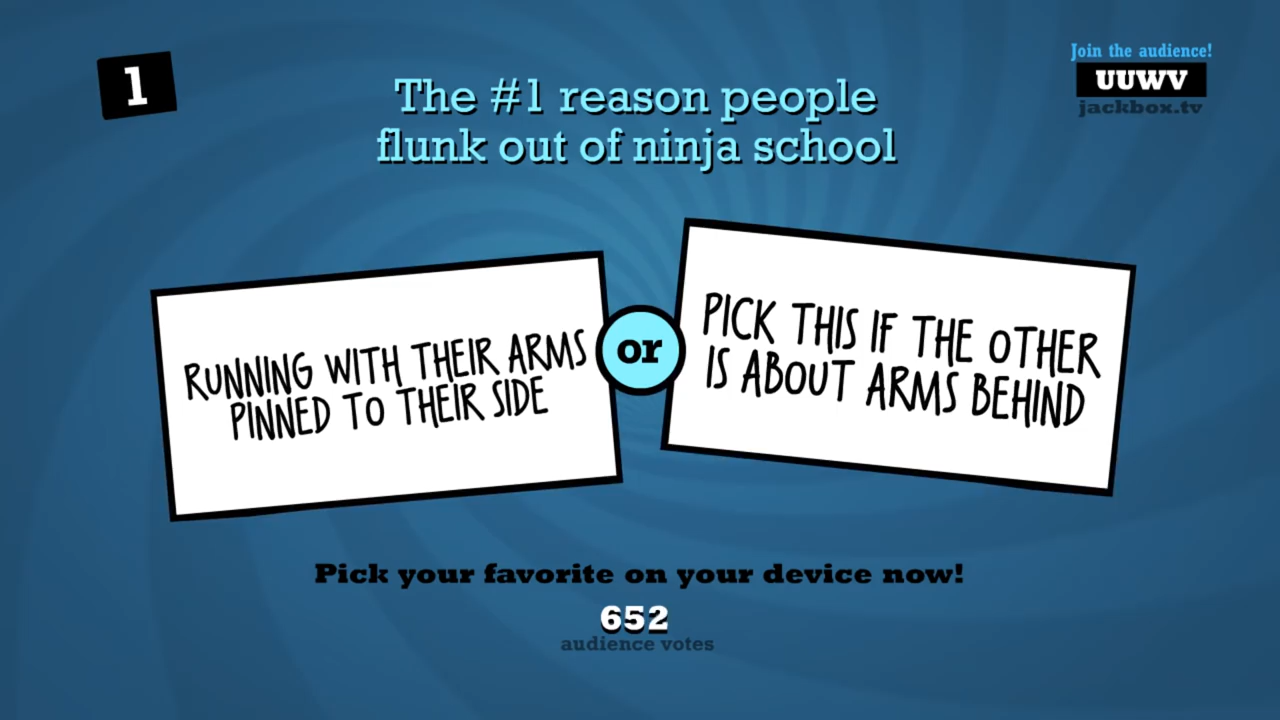 1
The #1 reason people
flunk out of ninja school
Join the audience!
UUWV
jackbox.tv
RUNNING WITH THEIR ARMS
PINNED TO THEIR SIDE
or
PICK THIS IF THE OTHER
IS ABOUT ARMS BEHIND
Pick your favorite on your device now!
652
audience votes